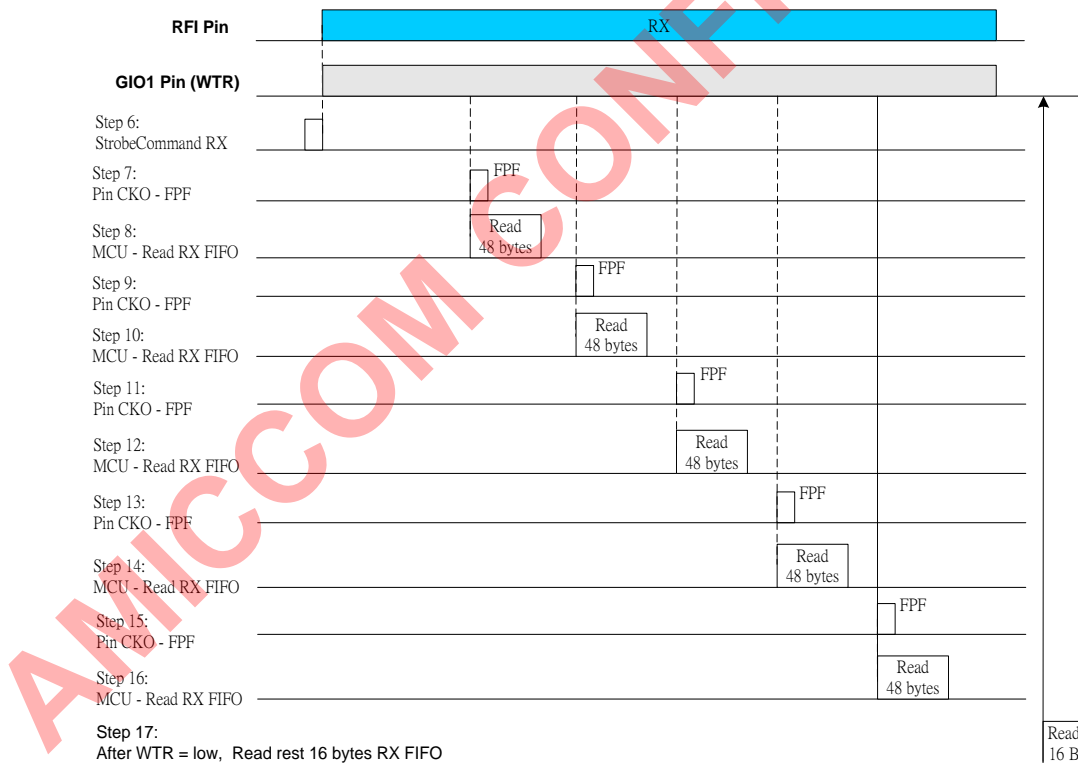 RFI Pin
RX
GIO1 Pin (WTR)
Step 6:
StrobeCommand RX
Step 7:
Pin CKO - FPF
FPF
Step 8:
MCU - Read RX FIFO
Read
48 bytes
Step 9:
Pin CKO - FPF
FPF
Step 10:
MCU - Read RX FIFO
Read
48 bytes
Step 11:
Pin CKO - FPF
FPF
Step 12:
MCU - Read RX FIFO
Read
48 bytes
Step 13:
Pin CKO - FPF
FPF
Step 14:
MCU - Read RX FIFO
Read
48 bytes
Step 15:
Pin CKO - FPF
FPF
Step 16:
MCU - Read RX FIFO
Read
48 bytes
Step 17:
After WTR = low, Read rest 16 bytes RX FIFO
Read
16 B
AMICCOM CONF